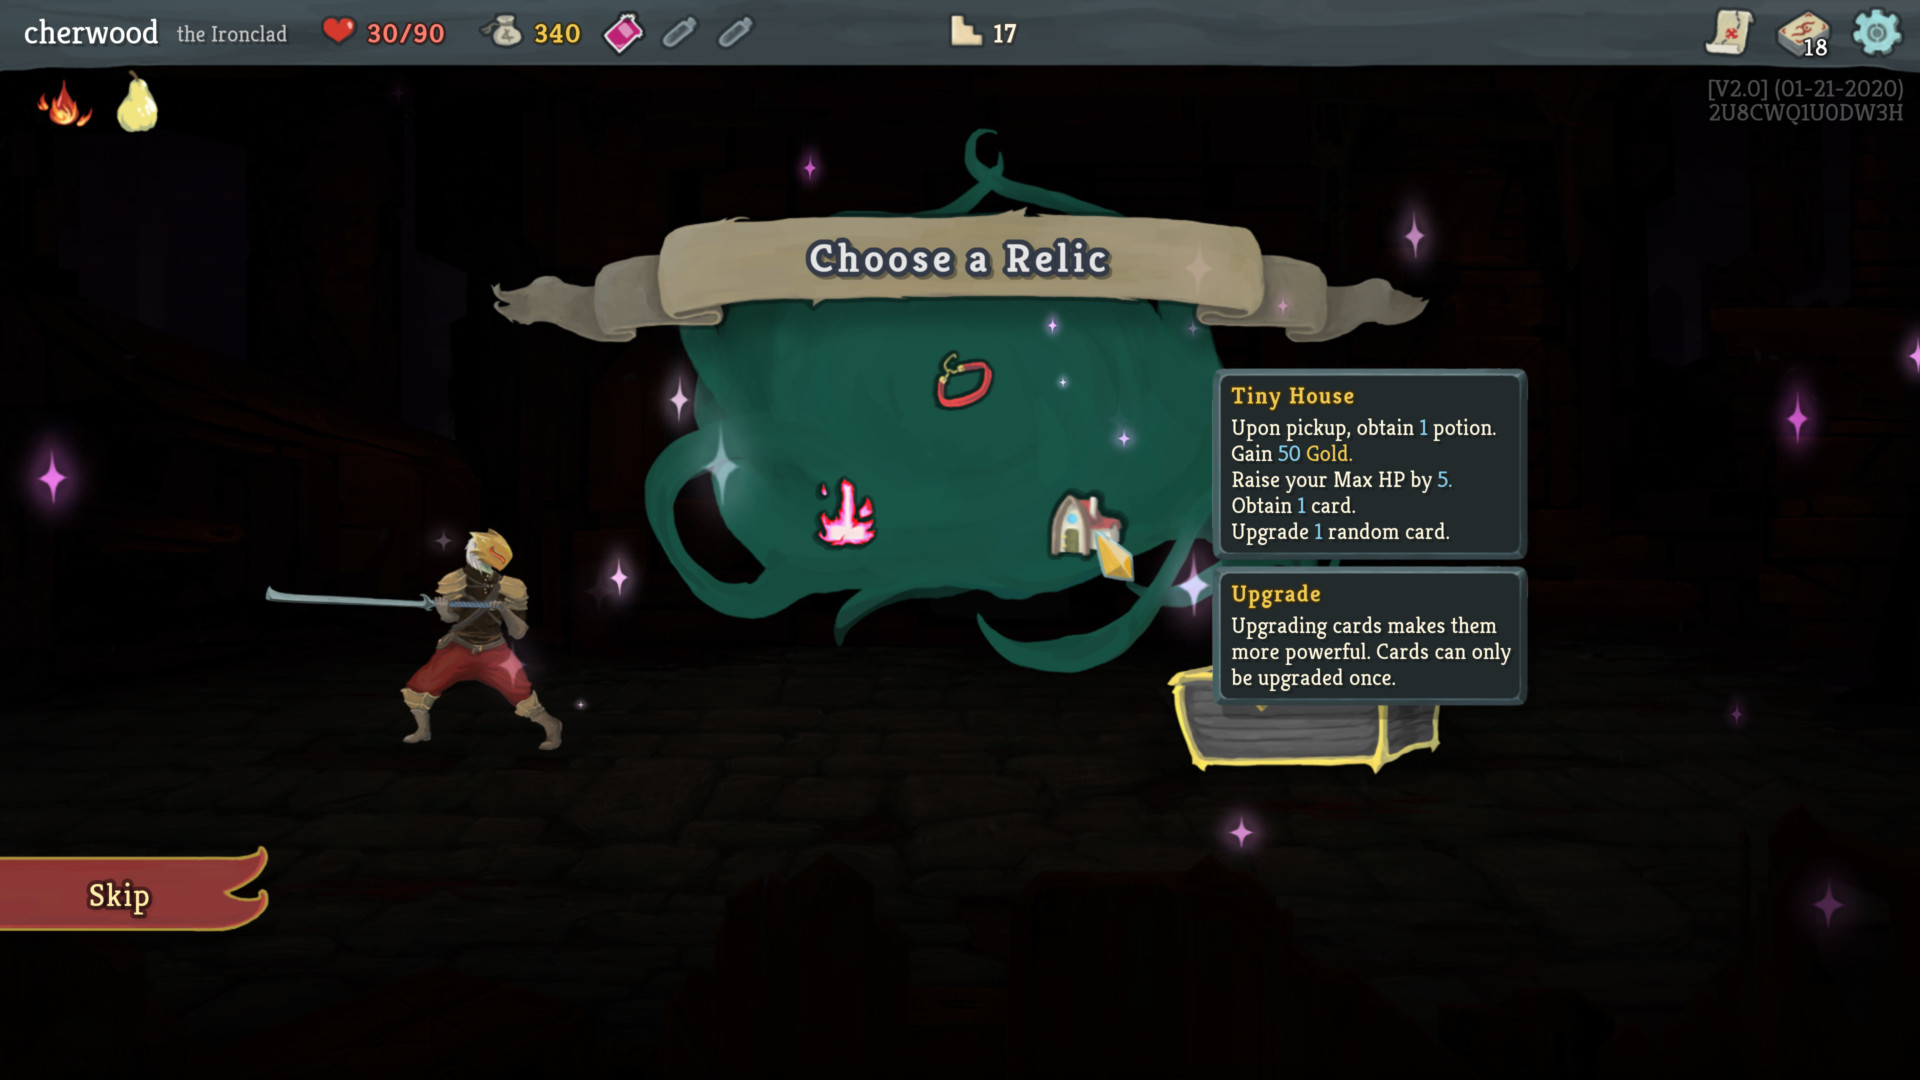 cherwood the Ironclad 30/90 340 17 18
[V2.0] (01-21-2020)
2U8CWQ1U0DW3H
Choose a Relic
Tiny House
Upon pickup, obtain 1 potion.
Gain 50 Gold.
Raise your Max HP by 5.
Obtain 1 card.
Upgrade 1 random card.
Upgrade
Upgrading cards makes them
more powerful. Cards can only
be upgraded once.
Skip